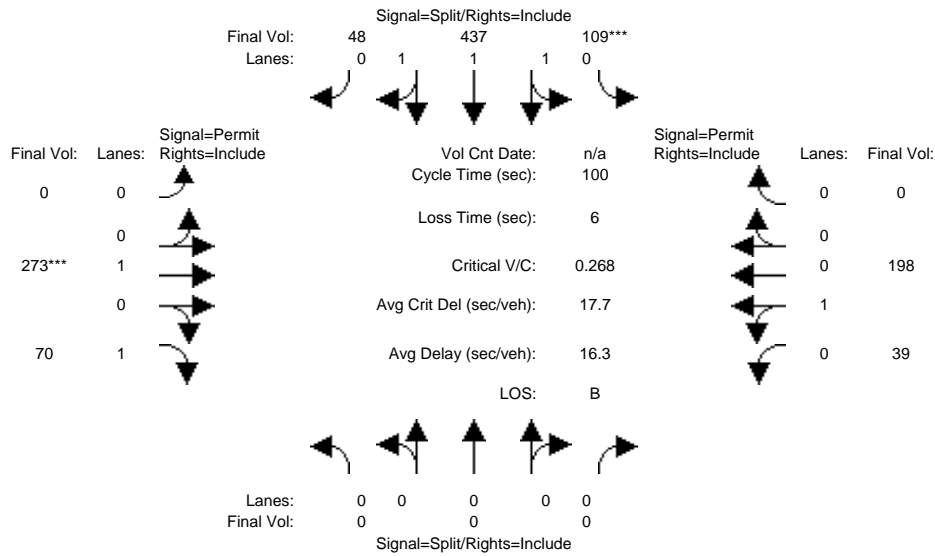 Signal=Split/Rights=Include
Final Vol: 48 437 109***
Lanes: 0 1 1 1 0
Signal=Permit
Final Vol: Lanes: Rights=Include
Vol Cnt Date: n/a
Signal=Permit
Rights=Include Lanes: Final Vol:
Cycle Time (sec): 100
0 0
0 0
Loss Time (sec): 6
0
0
273*** 1
Critical V/C: 0.268
0 198
0
Avg Crit Del (sec/veh): 17.7
1
70 1
Avg Delay (sec/veh): 16.3
0 39
LOS: B
Lanes: 0 0 0 0 0
Final Vol: 0 0 0
Signal=Split/Rights=Include